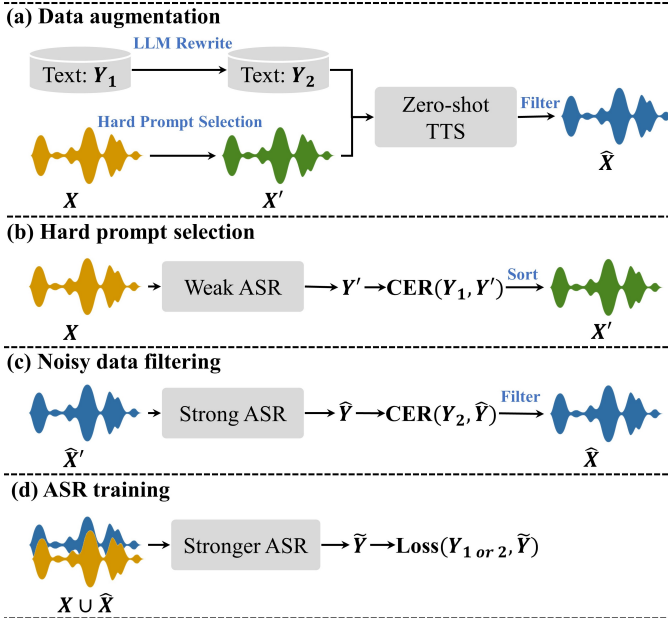 (a) Data augmentation
LLM Rewrite
Text: Y₁
Text: Y₂
Hard Prompt Selection
Zero-shot
TTS
Filter
X
X′
X̂
(b) Hard prompt selection
Weak ASR
Y′
CER(Y₁, Y′)
Sort
X
X′
(c) Noisy data filtering
Strong ASR
Ŷ
CER(Y₂, Ŷ)
Filter
X̂′
X̂
(d) ASR training
Stronger ASR
Ỹ
Loss(Y₁ ₒᵣ ₂, Ỹ)
X ∪ X̂